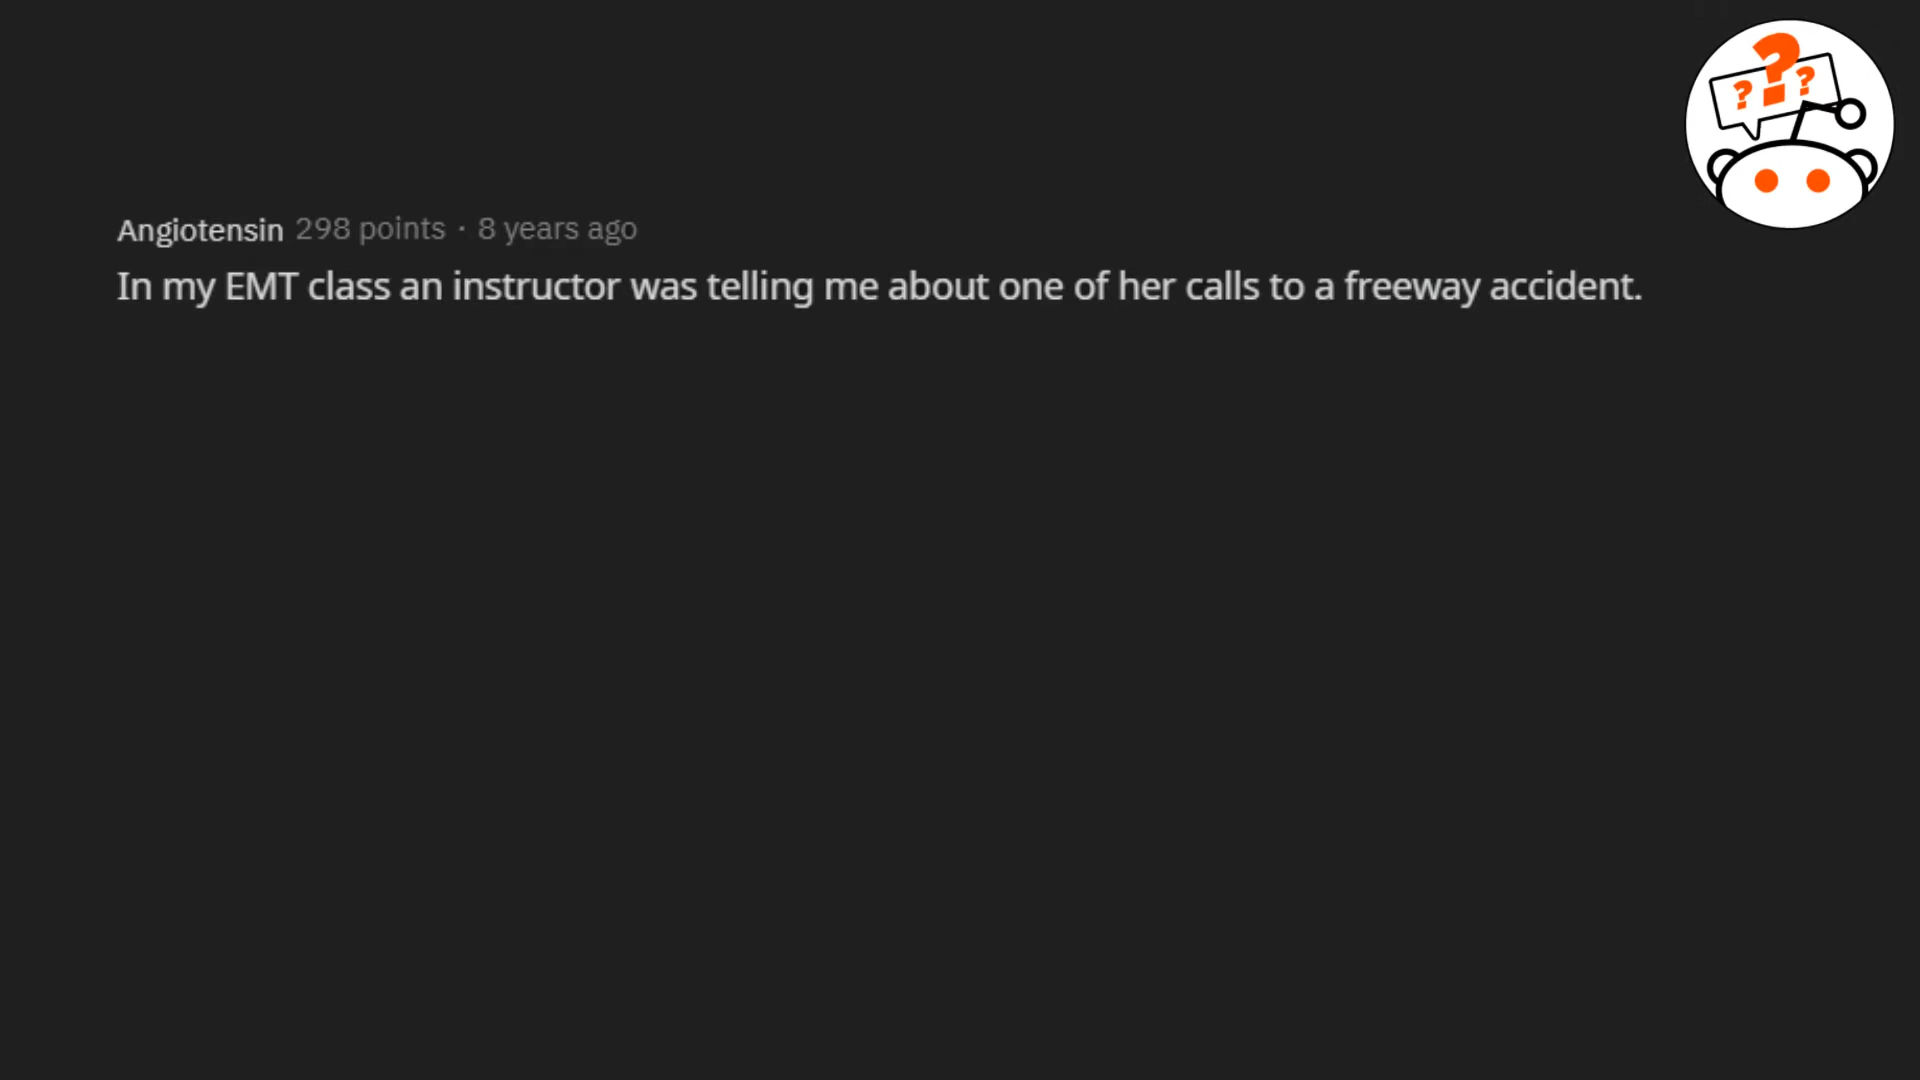 ? ? ?
Angiotensin 298 points · 8 years ago
In my EMT class an instructor was telling me about one of her calls to a freeway accident.